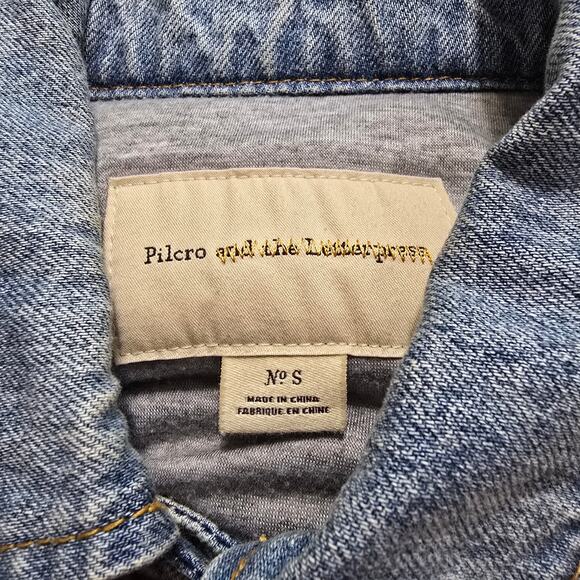 Pilcro and the Letterpress
Nº S
MADE IN CHINA
FABRIQUE EN CHINE